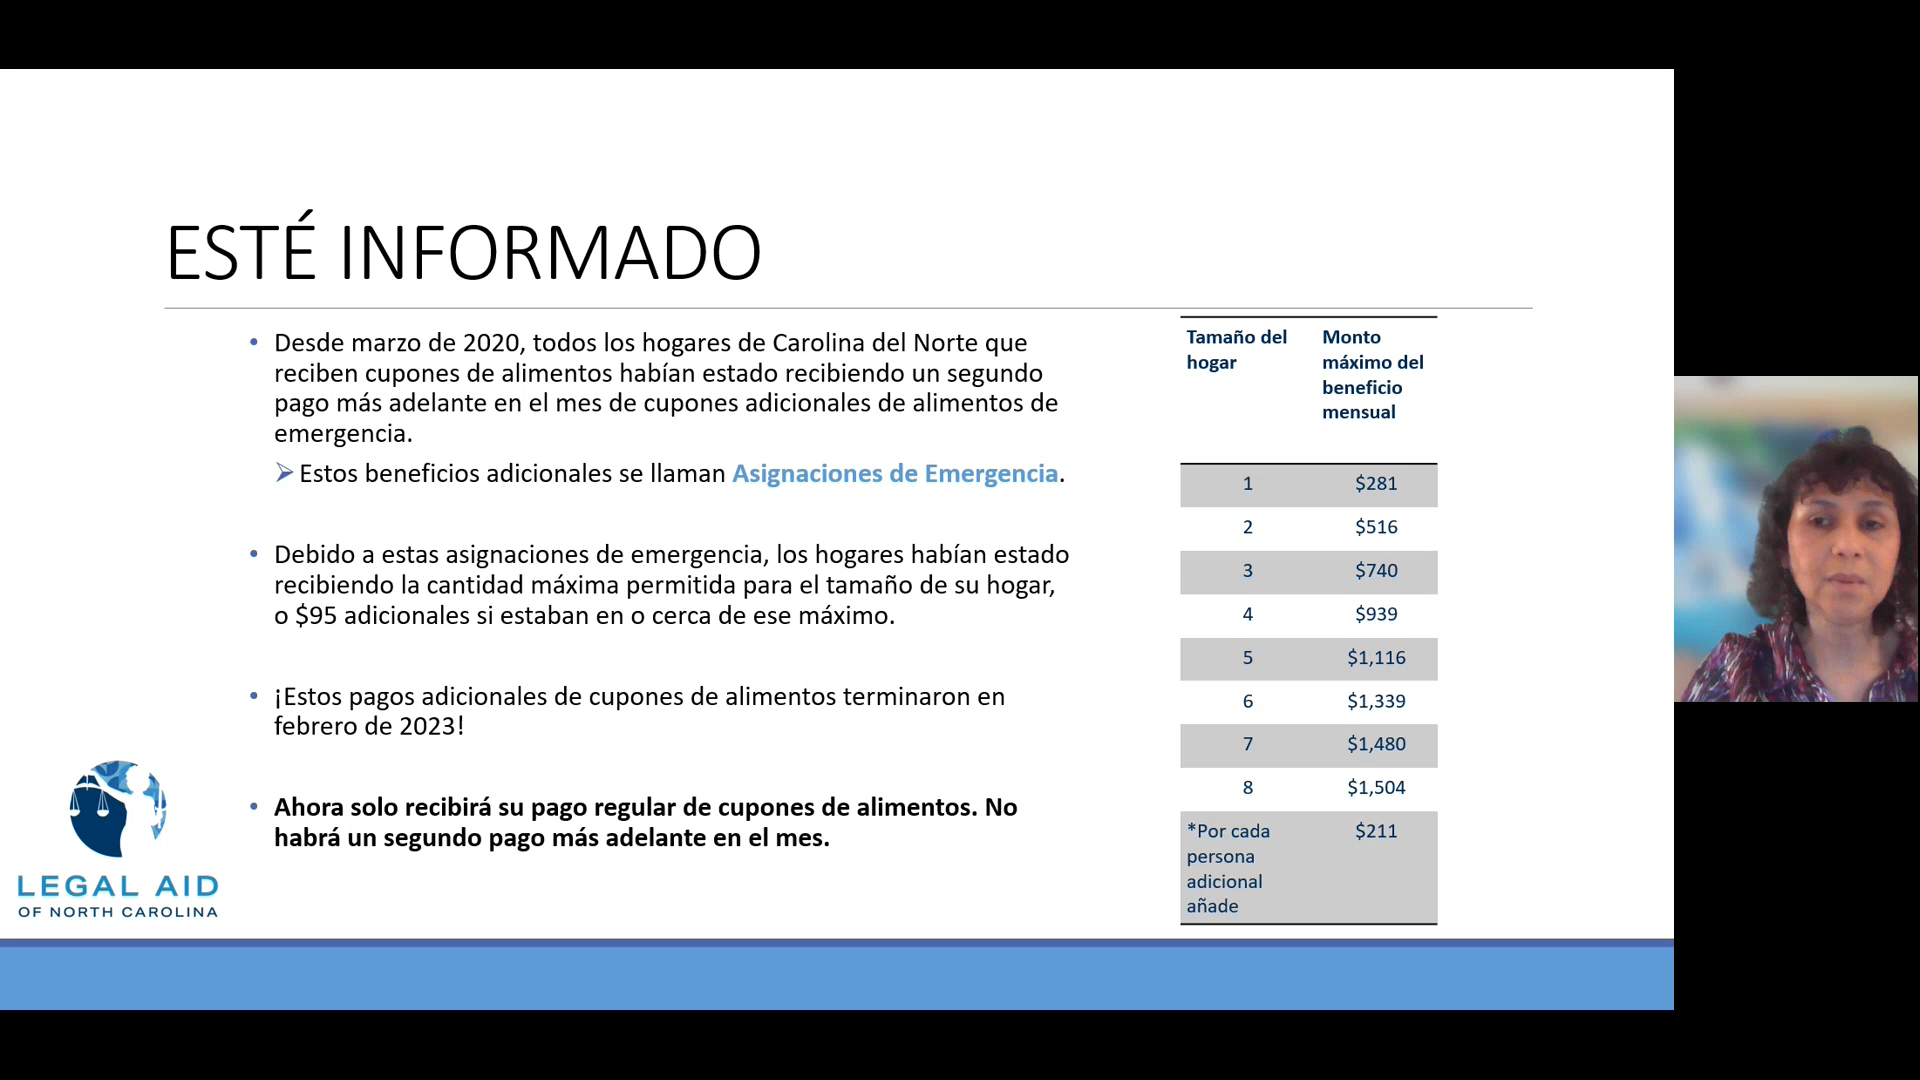 ESTÉ INFORMADO
• Desde marzo de 2020, todos los hogares de Carolina del Norte que
reciben cupones de alimentos habían estado recibiendo un segundo
pago más adelante en el mes de cupones adicionales de alimentos de
emergencia.
➢ Estos beneficios adicionales se llaman Asignaciones de Emergencia.
• Debido a estas asignaciones de emergencia, los hogares habían estado
recibiendo la cantidad máxima permitida para el tamaño de su hogar,
o $95 adicionales si estaban en o cerca de ese máximo.
• ¡Estos pagos adicionales de cupones de alimentos terminaron en
febrero de 2023!
• Ahora solo recibirá su pago regular de cupones de alimentos. No
habrá un segundo pago más adelante en el mes.
Tamaño del
hogar
Monto
máximo del
beneficio
mensual
1 $281
2 $516
3 $740
4 $939
5 $1,116
6 $1,339
7 $1,480
8 $1,504
*Por cada
persona
adicional
añade
$211
LEGAL AID
OF NORTH CAROLINA